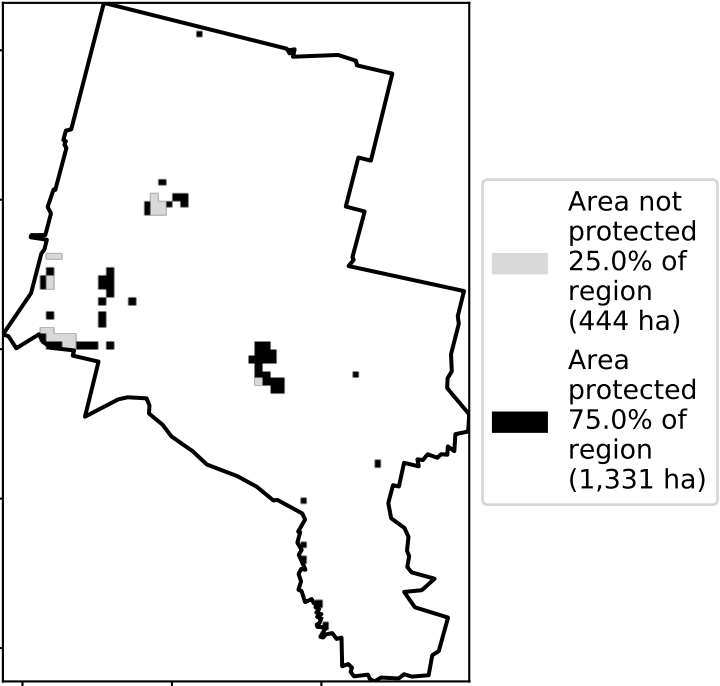 Area not
protected
25.0% of
region
(444 ha)
Area
protected
75.0% of
region
(1,331 ha)